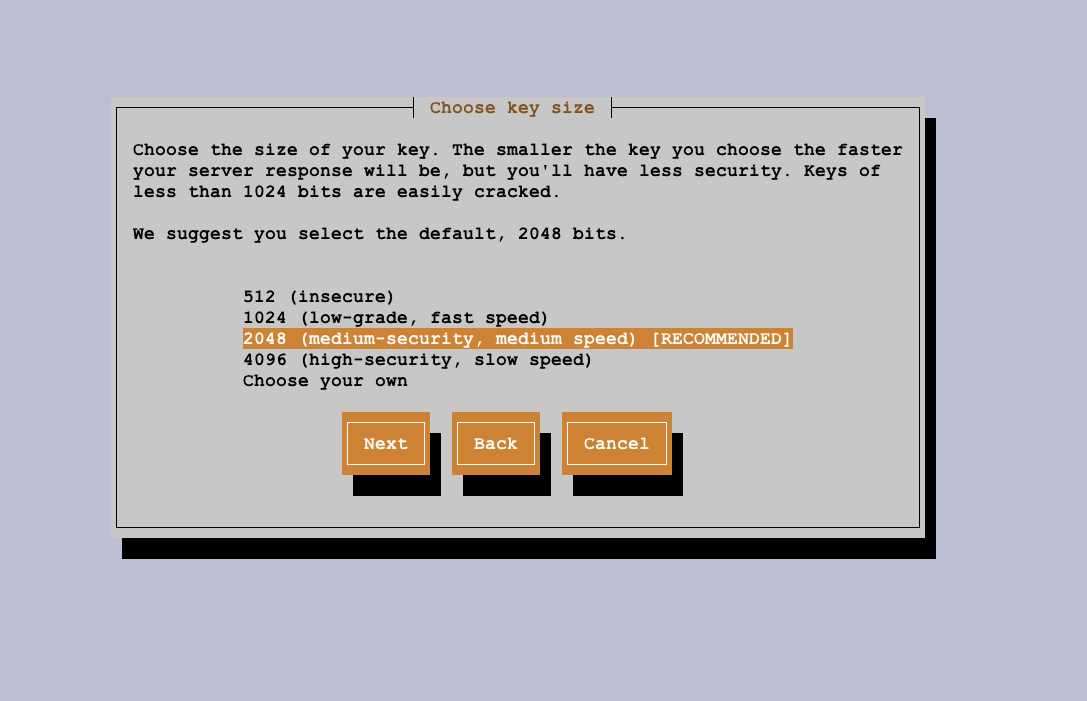 Choose key size
Choose the size of your key. The smaller the key you choose the faster
your server response will be, but you'll have less security. Keys of
less than 1024 bits are easily cracked.
We suggest you select the default, 2048 bits.
512 (insecure)
1024 (low-grade, fast speed)
2048 (medium-security, medium speed) [RECOMMENDED]
4096 (high-security, slow speed)
Choose your own
Next Back Cancel